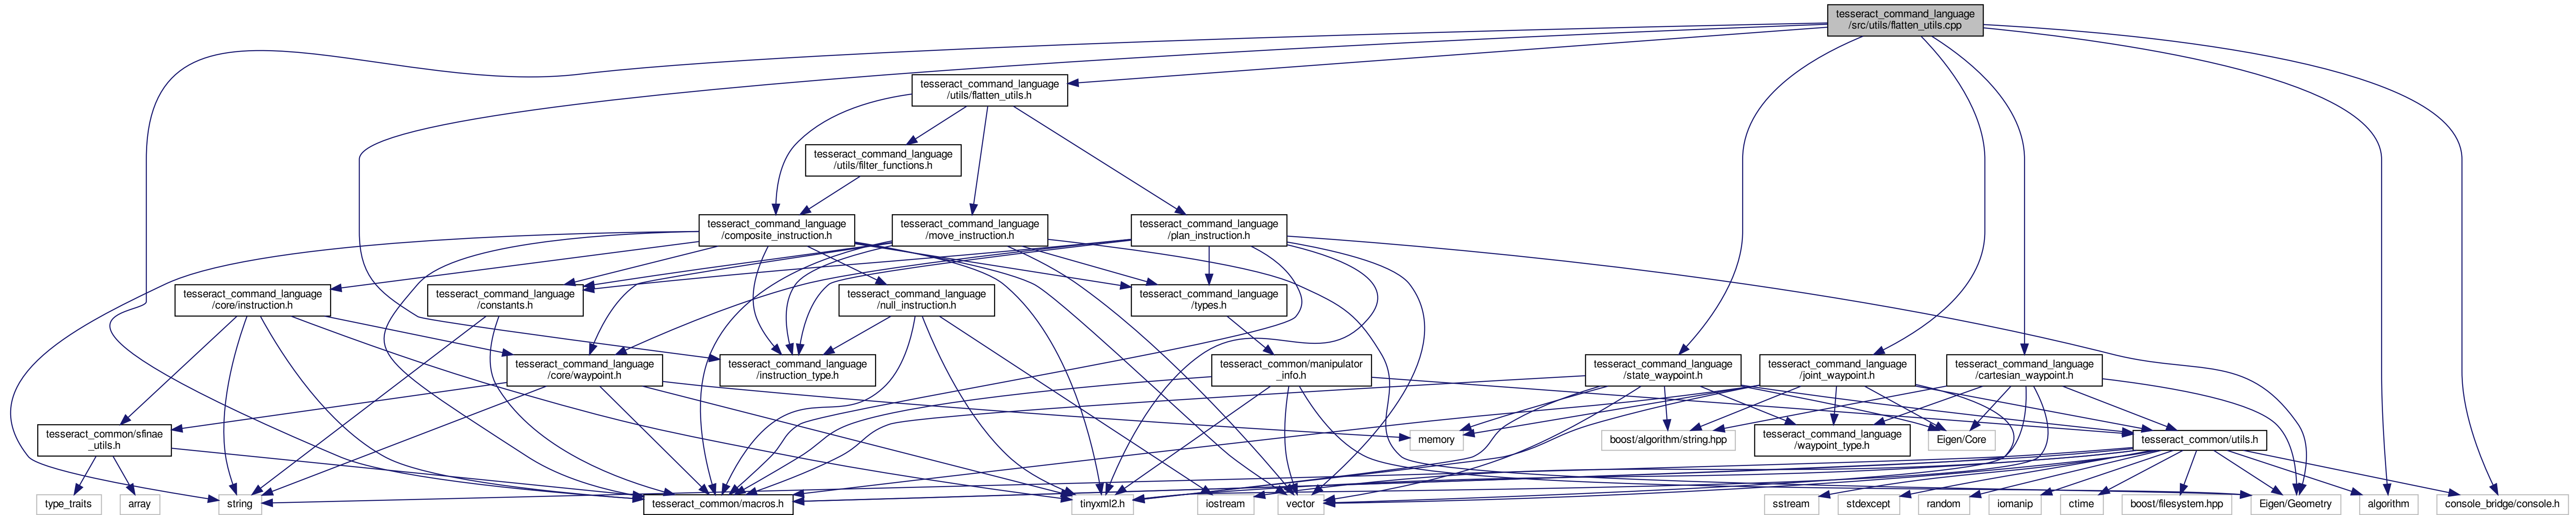 tesseract_command_language
/src/utils/flatten_utils.cpp
tesseract_command_language
/utils/flatten_utils.h
tesseract_command_language
/utils/filter_functions.h
tesseract_command_language
/composite_instruction.h
tesseract_command_language
/move_instruction.h
tesseract_command_language
/plan_instruction.h
tesseract_command_language
/core/instruction.h
tesseract_command_language
/constants.h
tesseract_command_language
/null_instruction.h
tesseract_command_language
/types.h
tesseract_command_language
/core/waypoint.h
tesseract_command_language
/instruction_type.h
tesseract_common/manipulator
_info.h
tesseract_command_language
/state_waypoint.h
tesseract_command_language
/joint_waypoint.h
tesseract_command_language
/cartesian_waypoint.h
tesseract_common/sfinae
_utils.h
memory
boost/algorithm/string.hpp
tesseract_command_language
/waypoint_type.h
Eigen/Core
tesseract_common/utils.h
type_traits
array
string
tesseract_common/macros.h
tinyxml2.h
iostream
vector
sstream
stdexcept
random
iomanip
ctime
boost/filesystem.hpp
Eigen/Geometry
algorithm
console_bridge/console.h